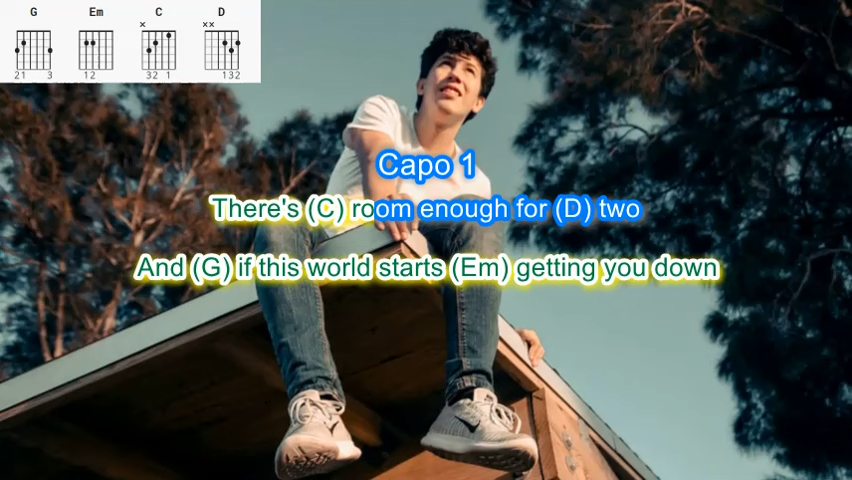 G Em C D
x xx
21 3 12 32 1 132
Capo 1
There's (C) room enough for (D) two
And (G) if this world starts (Em) getting you down